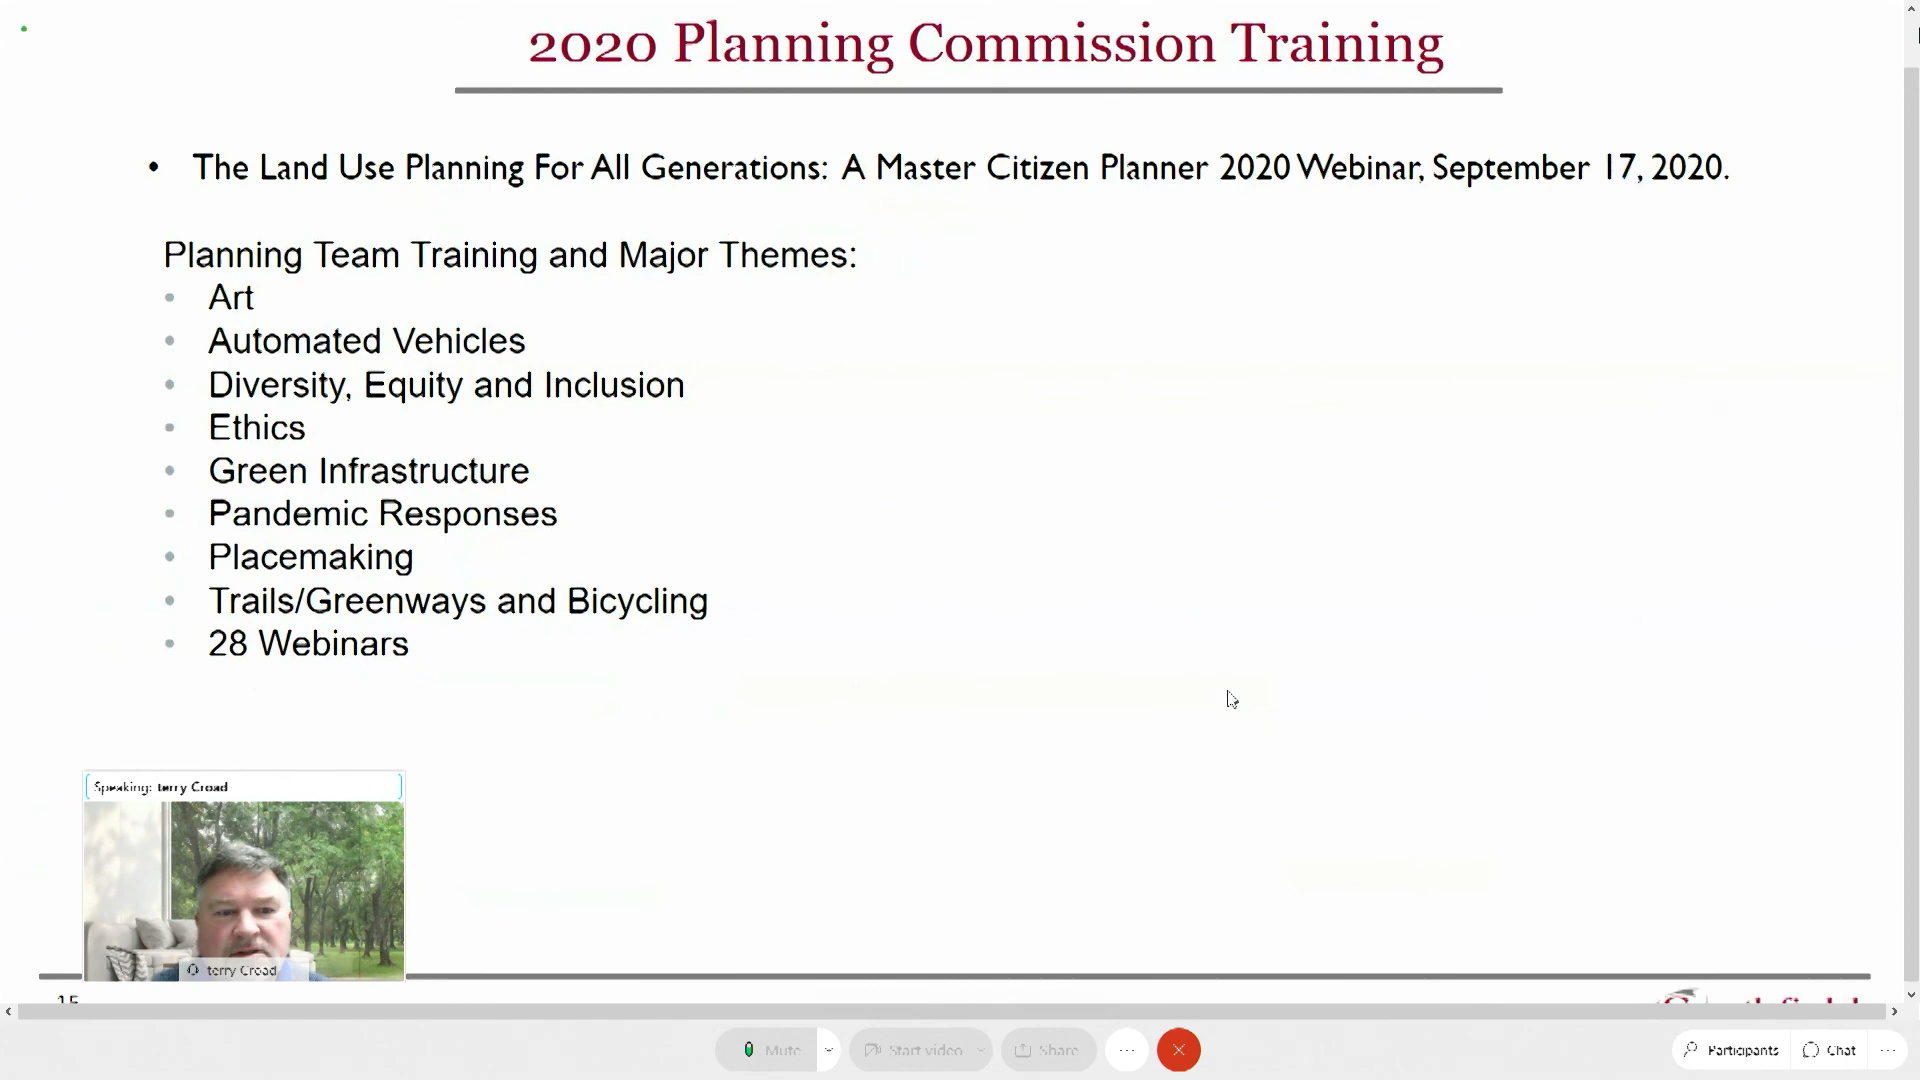 2020 Planning Commission Training
• The Land Use Planning For All Generations: A Master Citizen Planner 2020 Webinar, September 17, 2020.
Planning Team Training and Major Themes:
• Art
• Automated Vehicles
• Diversity, Equity and Inclusion
• Ethics
• Green Infrastructure
• Pandemic Responses
• Placemaking
• Trails/Greenways and Bicycling
• 28 Webinars
Speaking: terry Croad
terry Croad
15
Mute
Start video
Share
Participants
Chat